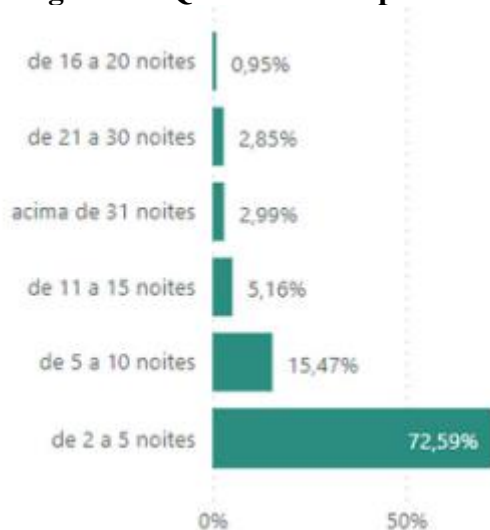 de 16 a 20 noites 0,95%
de 21 a 30 noites 2,85%
acima de 31 noites 2,99%
de 11 a 15 noites 5,16%
de 5 a 10 noites 15,47%
de 2 a 5 noites 72,59%
0% 50%